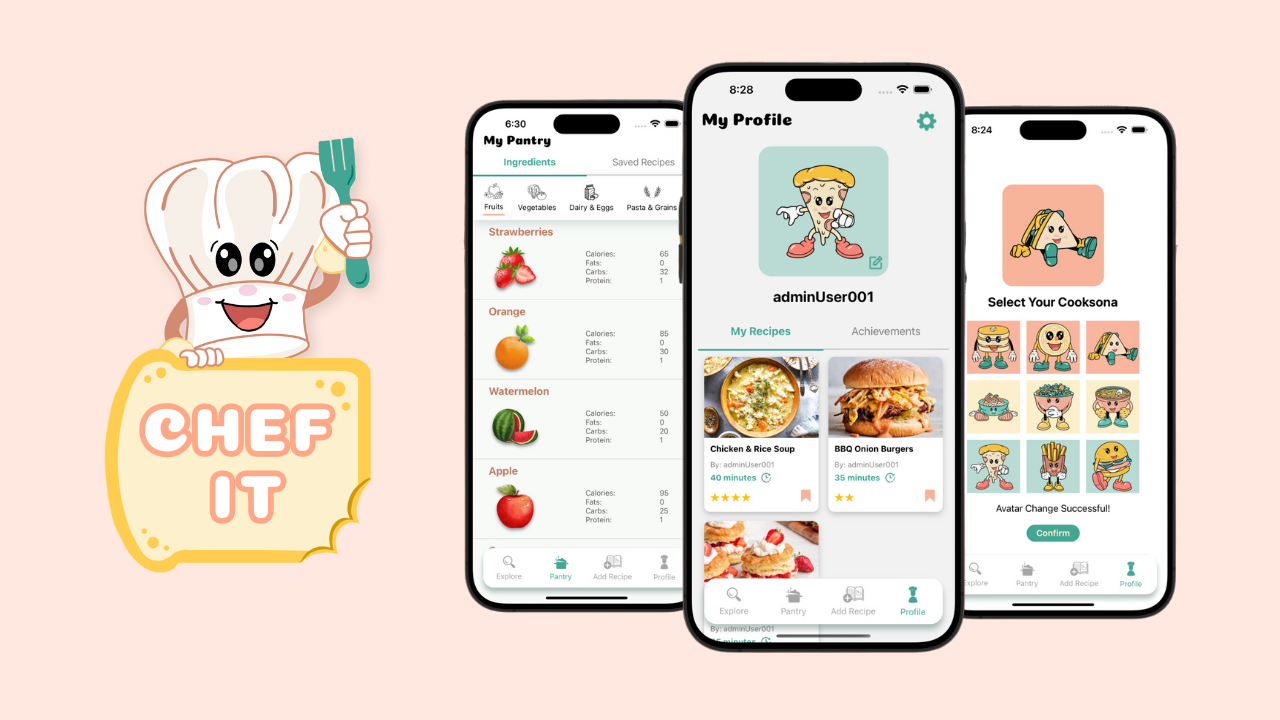 CHEF
IT
6:30
My Pantry
Ingredients
Saved Recipes
Fruits
Vegetables
Dairy & Eggs
Pasta & Grains
Strawberries
Calories: 65
Fats: 0
Carbs: 32
Protein: 1
Orange
Calories: 85
Fats: 0
Carbs: 30
Protein: 1
Watermelon
Calories: 50
Fats: 0
Carbs: 20
Protein: 1
Apple
Calories: 95
Fats: 0
Carbs: 25
Protein: 1
Explore
Pantry
Add Recipe
Profile
8:28
My Profile
adminUser001
My Recipes
Achievements
Chicken & Rice Soup
By: adminUser001
40 minutes
BBQ Onion Burgers
By: adminUser001
35 minutes
Explore
Pantry
Add Recipe
Profile
By: adminUser001
minutes
8:24
Select Your Cooksona
Avatar Change Successful!
Confirm
xplore
Pantry
Add Recipe
Profile